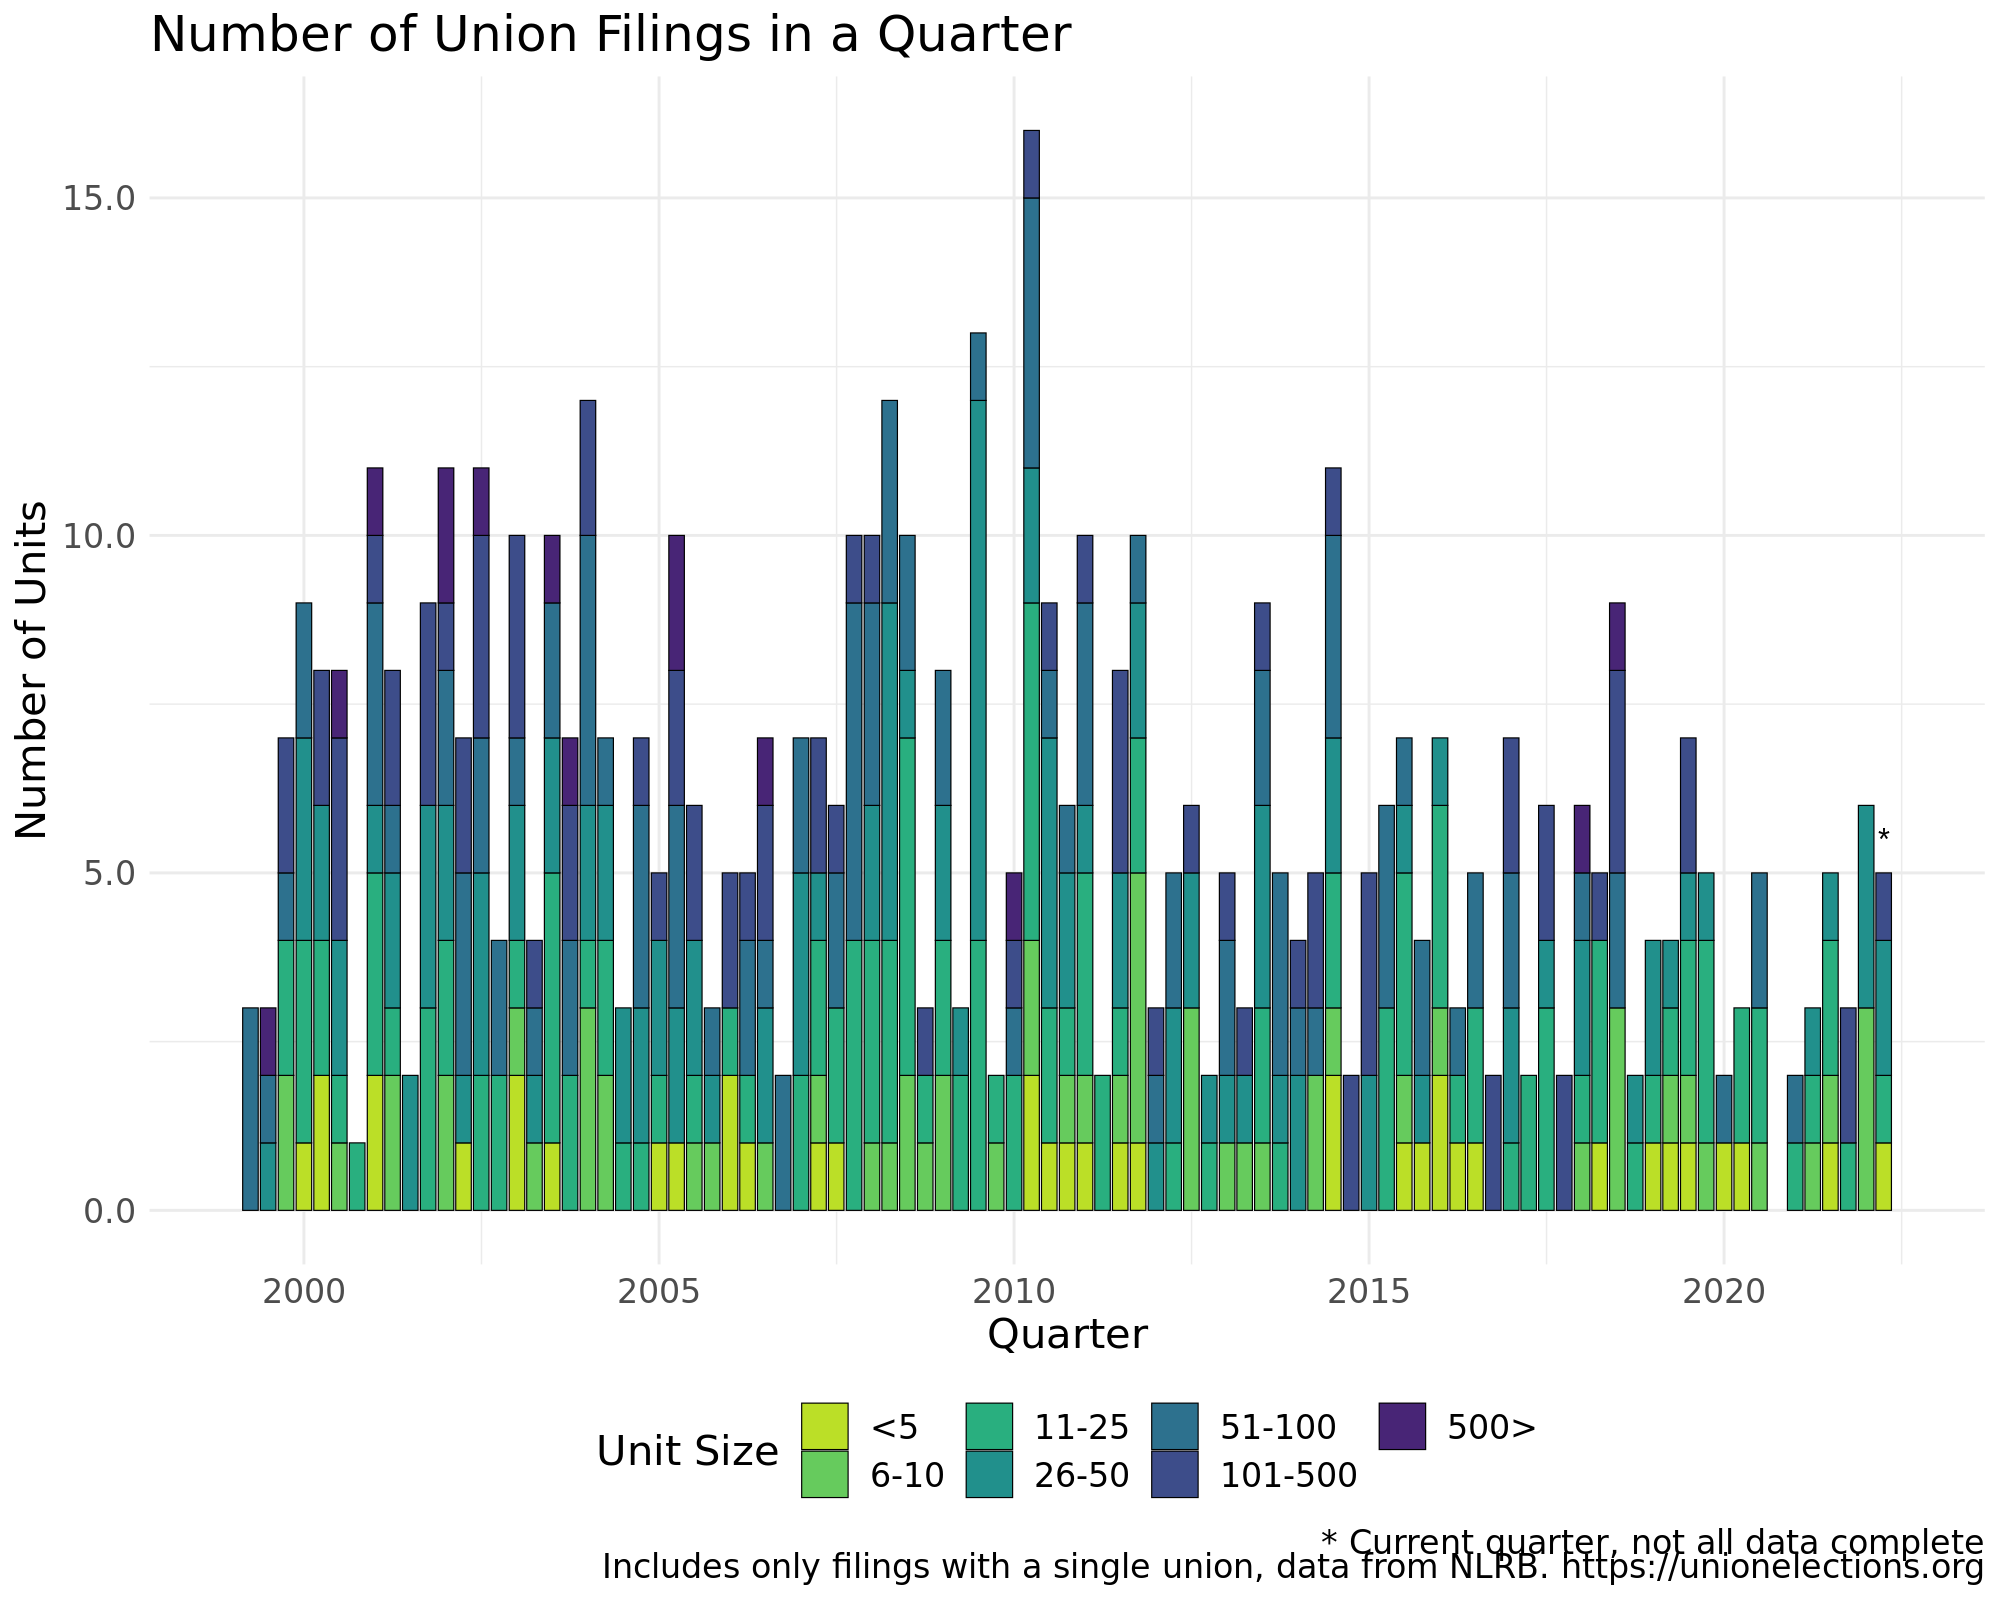 Number of Union Filings in a Quarter
Number of Units
15.0
10.0
5.0
0.0
*
2000 2005 2010 2015 2020
Quarter
Unit Size
<5 11-25 51-100 500>
6-10 26-50 101-500
* Current quarter, not all data complete
Includes only filings with a single union, data from NLRB. https://unionelections.org